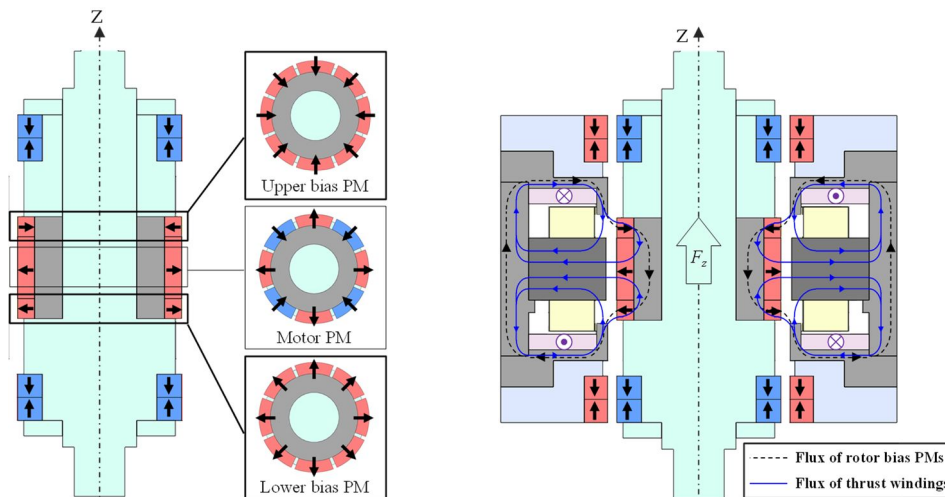 Z
Upper bias PM
Motor PM
Lower bias PM
Z
F_z
Flux of rotor bias PMs
Flux of thrust windings